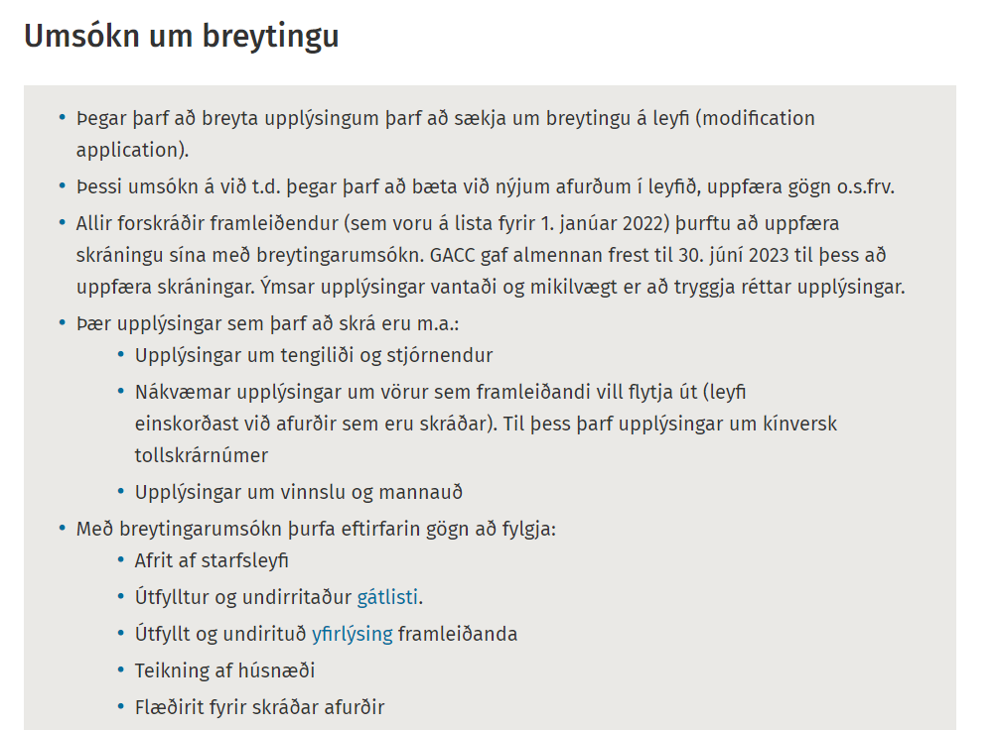 Umsókn um breytingu
• Þegar þarf að breyta upplýsingum þarf að sækja um breytingu á leyfi (modification
application).
• Þessi umsókn á við t.d. þegar þarf að bæta við nýjum afurðum í leyfið, uppfæra gögn o.s.frv.
• Allir forskráðir framleiðendur (sem voru á lista fyrir 1. janúar 2022) þurftu að uppfæra
skráningu sína með breytingarumsókn. GACC gaf almennan frest til 30. júní 2023 til þess að
uppfæra skráningar. Ýmsar upplýsingar vantaði og mikilvægt er að tryggja réttar upplýsingar.
• Þær upplýsingar sem þarf að skrá eru m.a.:
• Upplýsingar um tengiliði og stjórnendur
• Nákvæmar upplýsingar um vörur sem framleiðandi vill flytja út (leyfi
einskorðast við afurðir sem eru skráðar). Til þess þarf upplýsingar um kínversk
tollskrárnúmer
• Upplýsingar um vinnslu og mannauð
• Með breytingarumsókn þurfa eftirfarin gögn að fylgja:
• Afrit af starfsleyfi
• Útfylltur og undirritaður gátlisti.
• Útfyllt og undirituð yfirlýsing framleiðanda
• Teikning af húsnæði
• Flæðirit fyrir skráðar afurðir